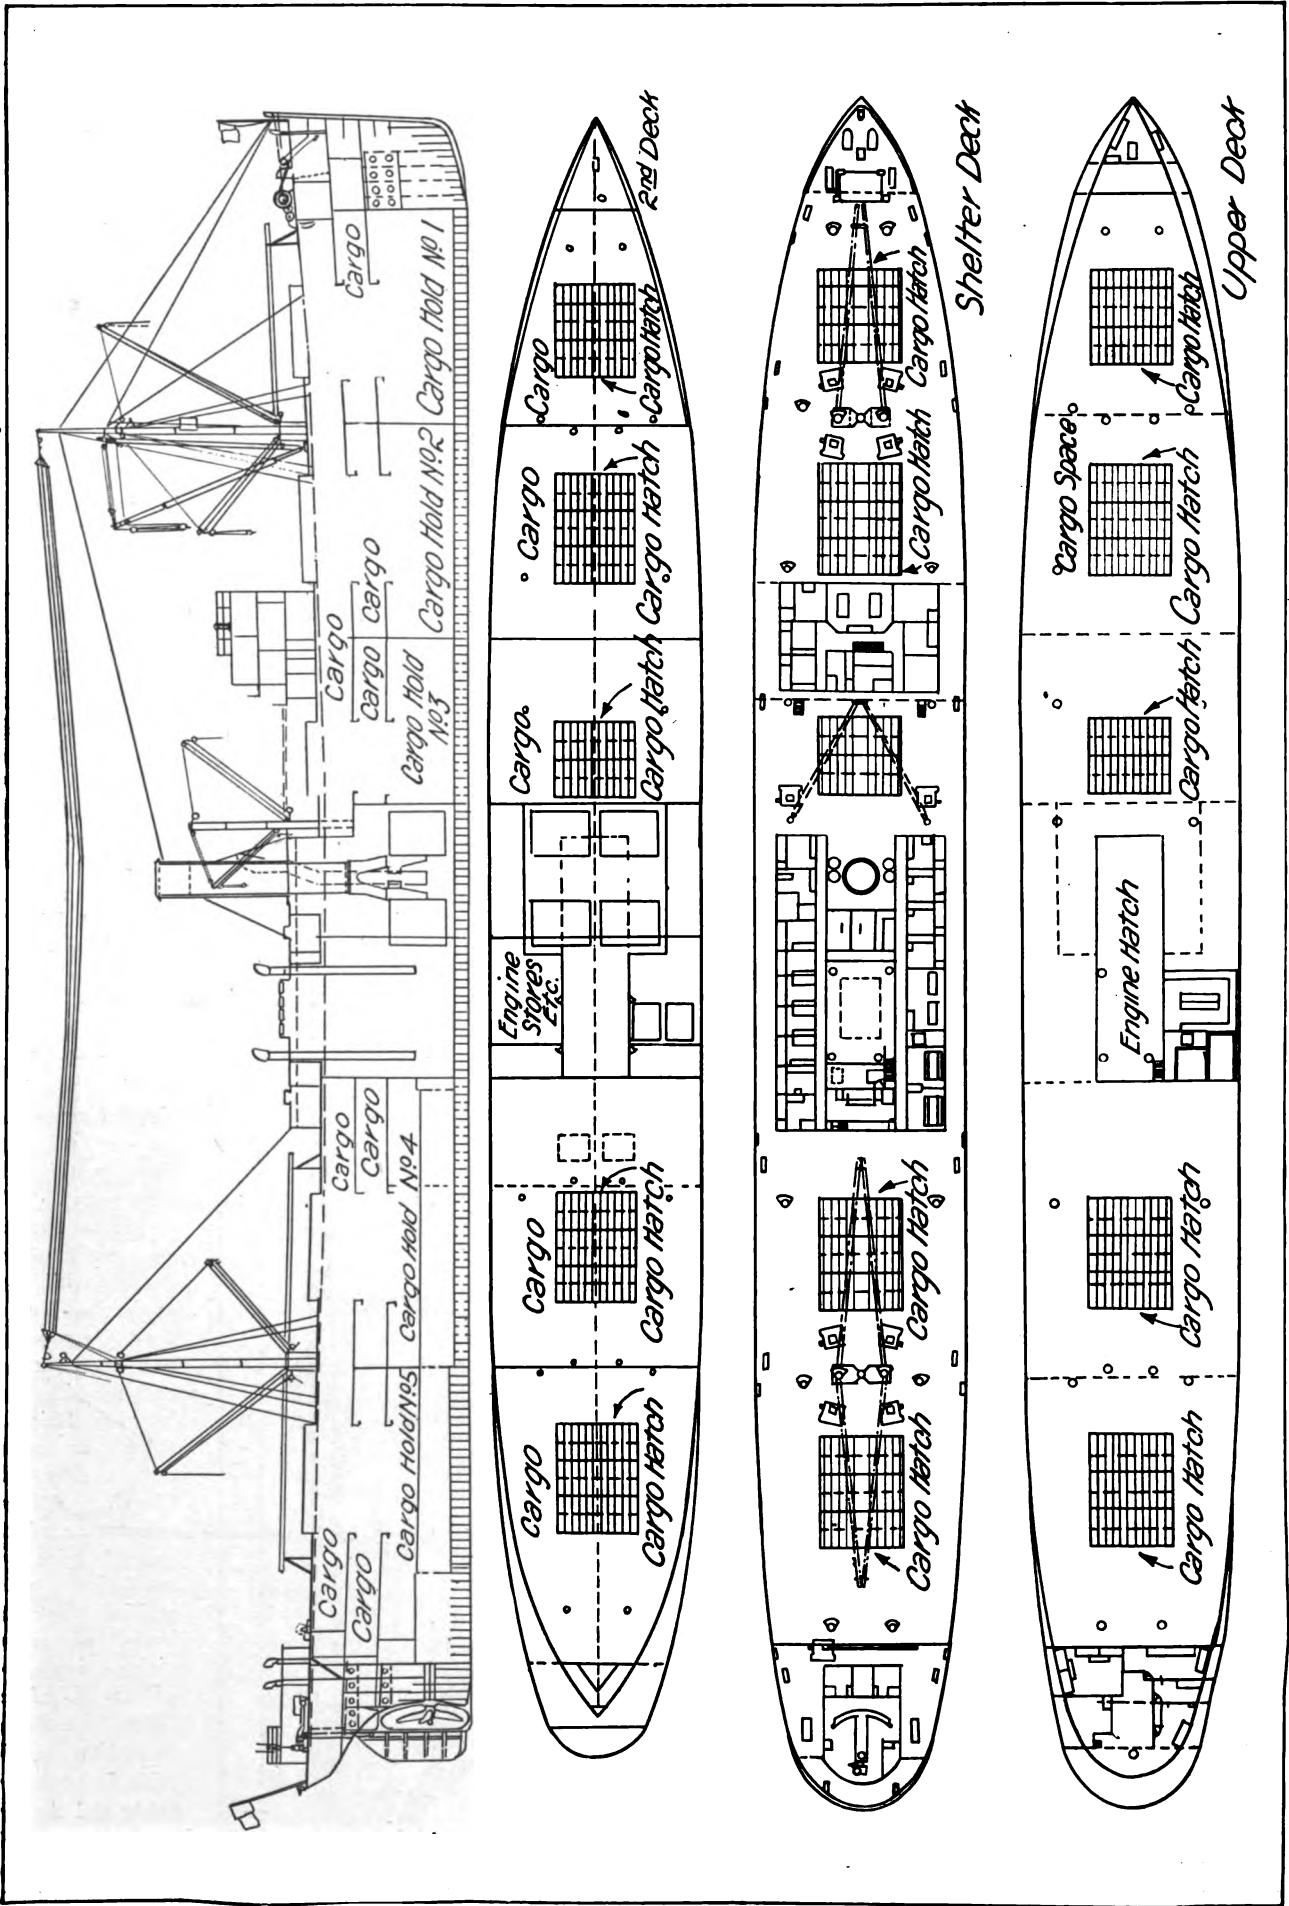 Cargo
Cargo Hold No. 1
Cargo Hold No. 2
Cargo
Cargo
Cargo
Cargo
Cargo Hold
No. 3
Cargo
Cargo
Cargo Hold No. 4
Cargo Hold No. 5
Cargo
Cargo
2nd Deck
Cargo
Cargo Hatch
Cargo
Cargo Hatch
Cargo
Cargo Hatch
Engine
Stores
Etc.
Cargo
Cargo Hatch
Cargo
Cargo Hatch
Shelter Deck
Cargo Hatch
Cargo Hatch
Cargo Hatch
Cargo Hatch
Upper Deck
Cargo Hatch
Cargo Space
Cargo Hatch
Cargo Hatch
Engine Hatch
Cargo Hatch
Cargo Hatch